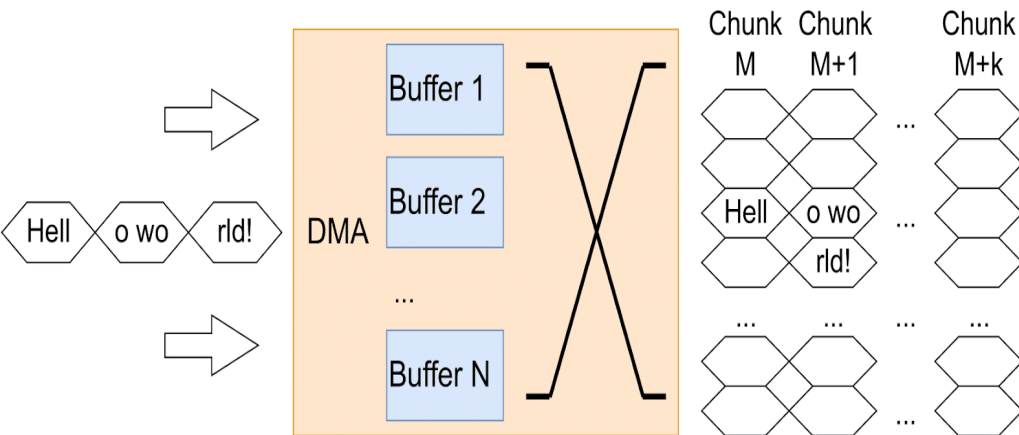 Chunk Chunk Chunk
M M+1 M+k
Buffer 1
...
Buffer 2
Hell o wo rld! DMA Hell o wo ...
rld!
...
... ... ... ...
Buffer N
...